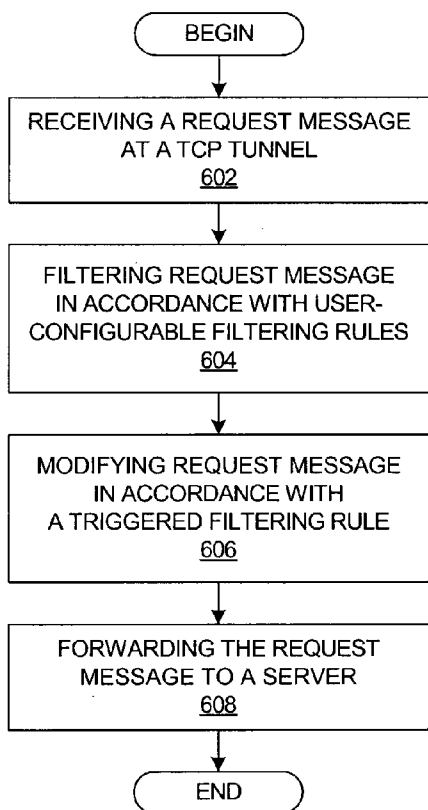 BEGIN
RECEIVING A REQUEST MESSAGE
AT A TCP TUNNEL
602
FILTERING REQUEST MESSAGE
IN ACCORDANCE WITH USER-
CONFIGURABLE FILTERING RULES
604
MODIFYING REQUEST MESSAGE
IN ACCORDANCE WITH
A TRIGGERED FILTERING RULE
606
FORWARDING THE REQUEST
MESSAGE TO A SERVER
608
END